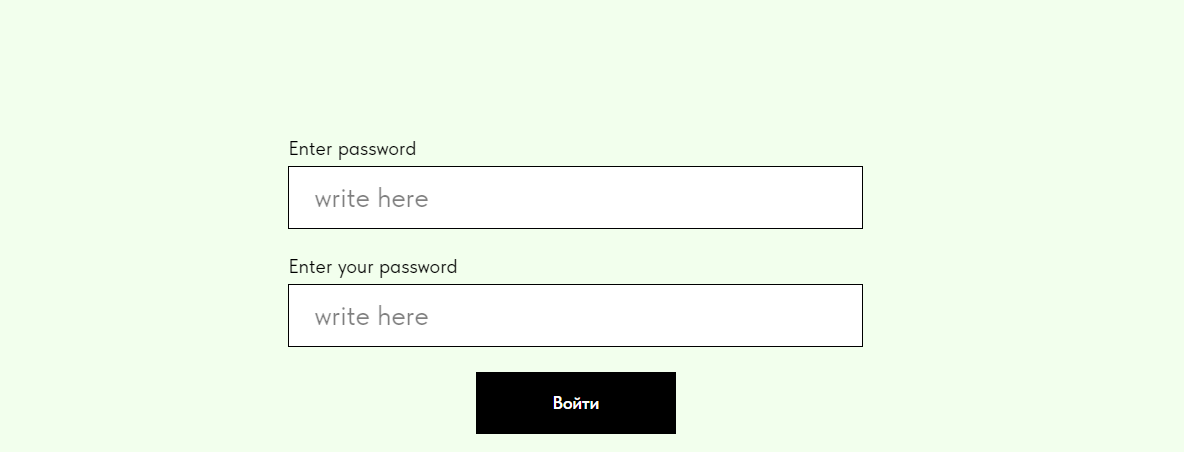 Enter password
write here
Enter your password
write here
Войти